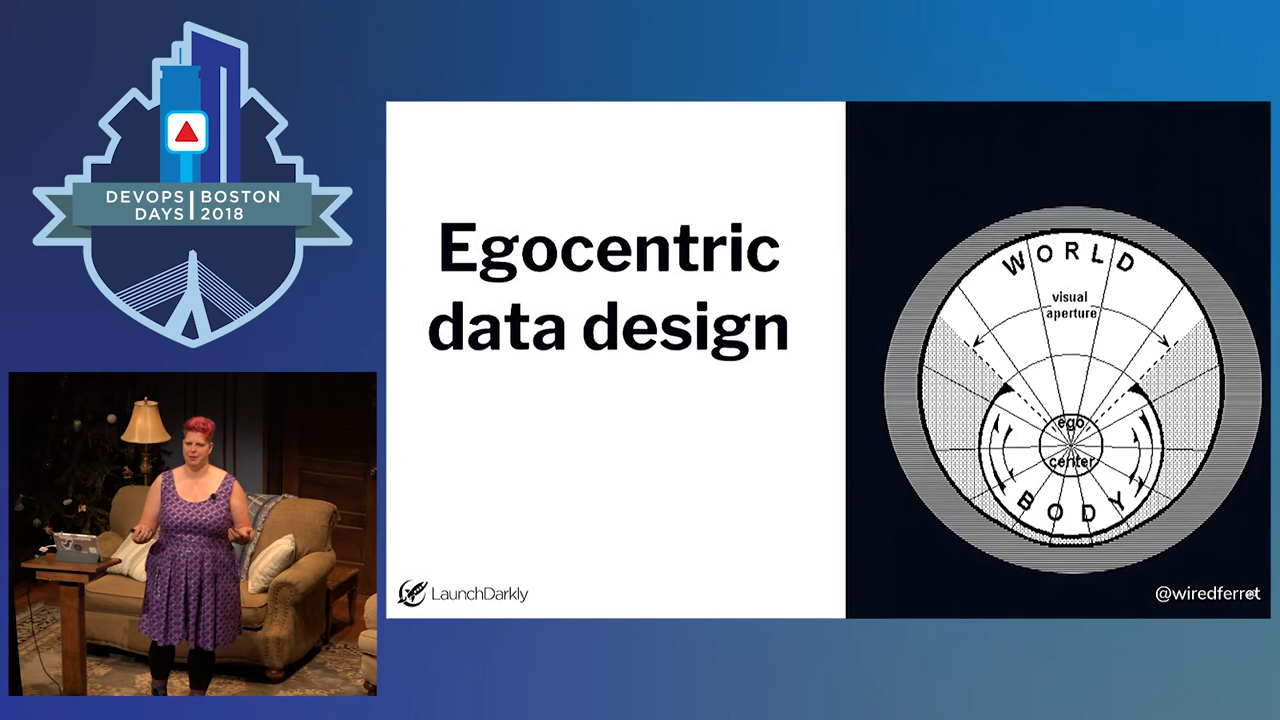 DEVOPS BOSTON
DAYS 2018
Egocentric
data design
WORLD
visual
aperture
ego
center
BODY
LaunchDarkly
@wiredferret